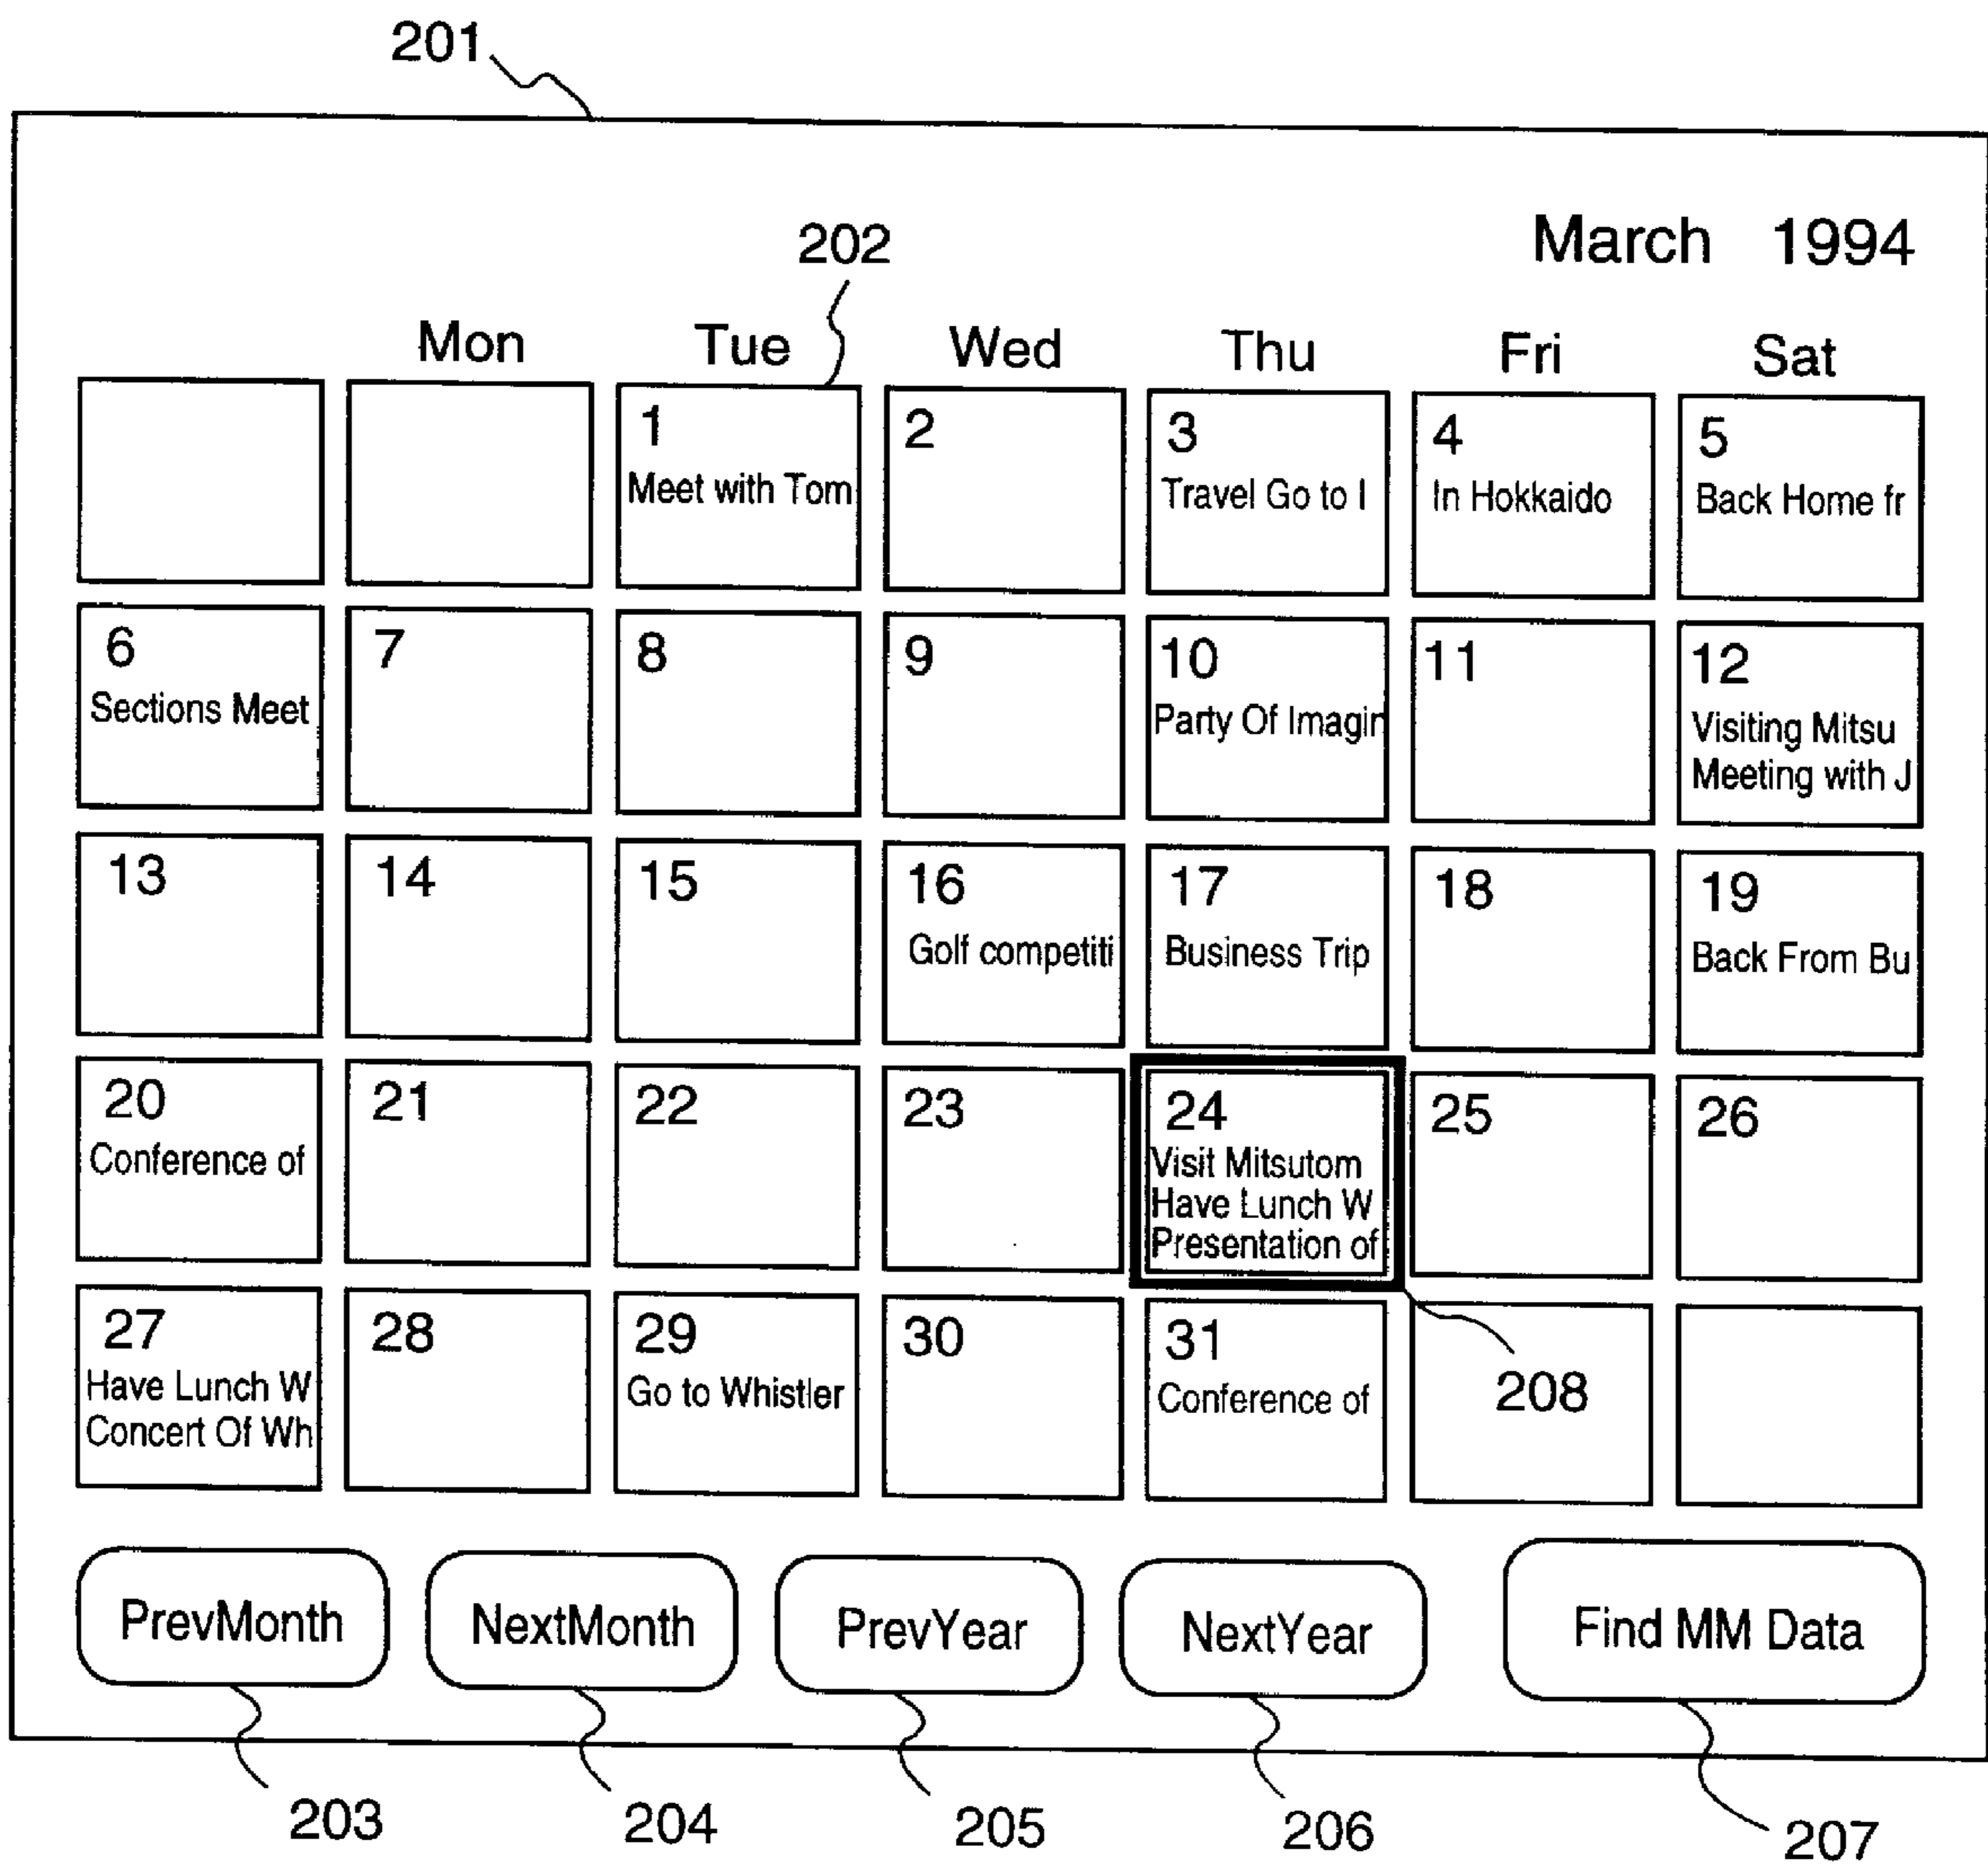 201
March 1994
202
Mon Tue Wed Thu Fri Sat
1 2 3 4 5
Meet with Tom Travel Go to I In Hokkaido Back Home fr
6 7 8 9 10 11 12
Sections Meet Party Of Imagin Visiting Mitsu
Meeting with J
13 14 15 16 17 18 19
Golf competiti Business Trip Back From Bu
20 21 22 23 24 25 26
Conference of Visit Mitsutom
Have Lunch W
Presentation of
27 28 29 30 31
Have Lunch W Go to Whistler Conference of 208
Concert Of Wh
PrevMonth NextMonth PrevYear NextYear Find MM Data
203 204 205 206 207